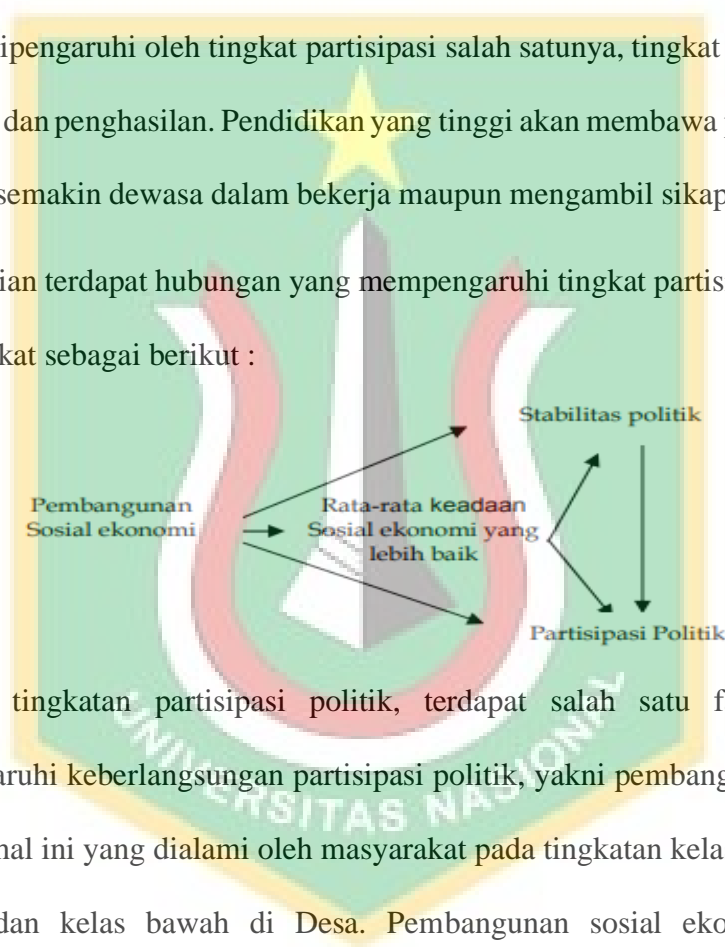 ipengaruhi oleh tingkat partisipasi salah satunya, tingkat
dan penghasilan. Pendidikan yang tinggi akan membawa
semakin dewasa dalam bekerja maupun mengambil sikap
ian terdapat hubungan yang mempengaruhi tingkat partis
kat sebagai berikut :
Stabilitas politik
Pembangunan
Sosial ekonomi
Rata-rata keadaan
Sosial ekonomi yang
lebih baik
Partisipasi Politik
tingkatan partisipasi politik, terdapat salah satu f
aruhi keberlangsungan partisipasi politik, yakni pembang
nal ini yang dialami oleh masyarakat pada tingkatan kela
dan kelas bawah di Desa. Pembangunan sosial eko
UNIVERSITAS NASIONAL